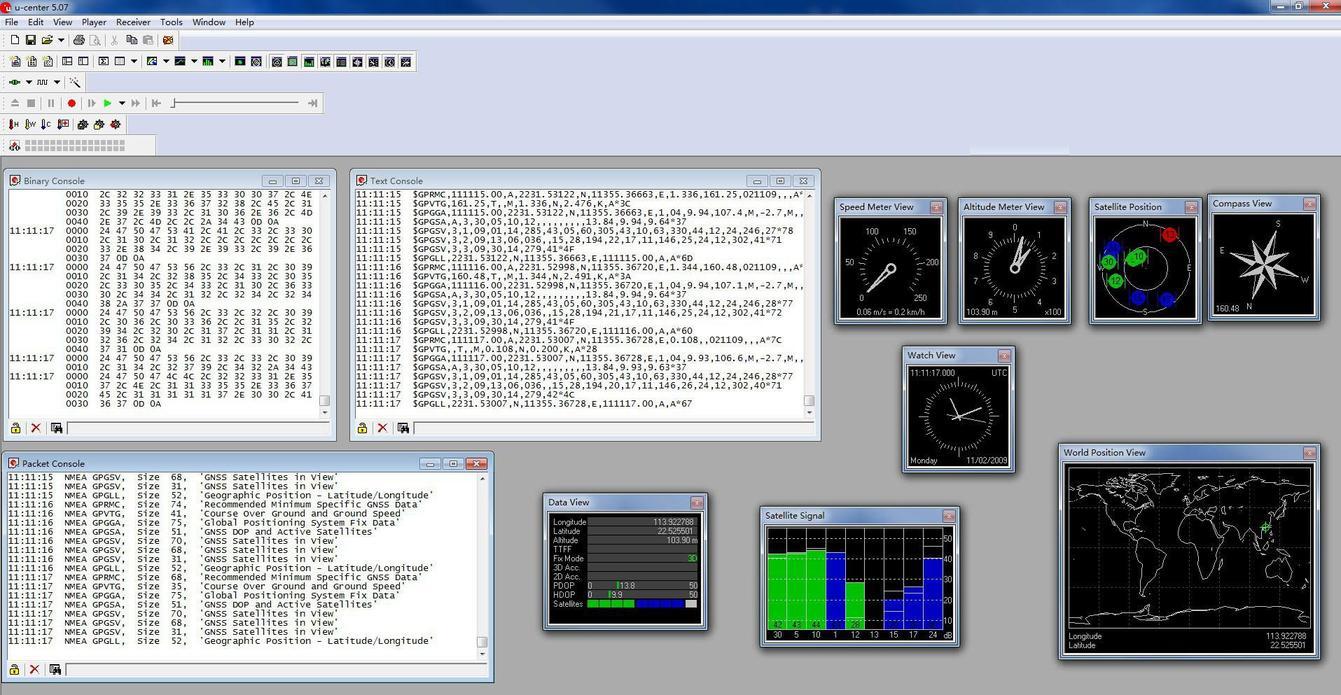 u-center 5.07
File Edit View Player Receiver Tools Window Help
Binary Console
0010 2C 32 32 33 31 2E 35 33 30 30 37 2C 4E
0020 33 35 35 2E 33 36 37 32 38 2C 45 2C 31
0030 2C 39 2E 39 33 2C 31 30 36 2E 36 2C 4D
0040 2E 37 2C 4D 2C 2C 2A 34 43 0D 0A
11:11:17 0000 24 47 50 47 53 41 2C 41 2C 33 2C 33 30
0010 2C 31 30 2C 31 32 2C 2C 2C 2C 2C 2C 2C
0020 33 2E 38 34 2C 39 2E 39 33 2C 39 2E 36
0030 37 0D 0A
11:11:17 0000 24 47 50 47 53 56 2C 33 2C 31 2C 30 39
0010 2C 31 34 2C 32 38 35 2C 34 33 2C 30 35
0020 2C 33 30 35 2C 34 33 2C 31 30 2C 36 33
0030 30 2C 34 34 2C 31 32 2C 32 34 2C 32 34
0040 38 2A 37 37 0D 0A
11:11:17 0000 24 47 50 47 53 56 2C 33 2C 32 2C 30 39
0010 2C 30 36 2C 30 33 36 2C 2C 31 35 2C 32
0020 39 34 2C 32 30 2C 31 37 2C 31 31 2C 31
0030 32 36 2C 32 34 2C 31 32 2C 33 30 32 2C
0040 37 31 0D 0A
11:11:17 0000 24 47 50 47 53 56 2C 33 2C 33 2C 30 39
0010 2C 31 34 2C 32 37 39 2C 34 32 2A 34 43
11:11:17 0000 24 47 50 47 4C 4C 2C 32 32 33 31 2E 35
0010 37 2C 4E 2C 31 31 33 35 35 2E 33 36 37
0020 45 2C 31 31 31 31 31 37 2E 30 30 2C 41
0030 36 37 0D 0A
Text Console
11:11:15 $GPRMC,111115.00,A,2231.53122,N,11355.36663,E,1.336,161.25,021109,,,A*
11:11:15 $GPVTG,161.25,T,,M,1.336,N,2.476,K,A*3C
11:11:15 $GPGGA,111115.00,2231.53122,N,11355.36663,E,1,04,9.94,107.4,M,-2.7,M,,
11:11:15 $GPGSA,A,3,30,05,10,12,,,,,,,,,13.84,9.94,9.64*37
11:11:15 $GPGSV,3,1,09,01,14,285,43,05,60,305,43,10,63,330,44,12,24,246,27*78
11:11:15 $GPGSV,3,2,09,13,06,036,,15,28,194,22,17,11,146,25,24,12,302,41*71
11:11:15 $GPGSV,3,3,09,30,14,279,41*4F
11:11:15 $GPGLL,2231.53122,N,11355.36663,E,111115.00,A,A*6D
11:11:16 $GPRMC,111116.00,A,2231.52998,N,11355.36720,E,1.344,160.48,021109,,,A*
11:11:16 $GPVTG,160.48,T,,M,1.344,N,2.491,K,A*3A
11:11:16 $GPGGA,111116.00,2231.52998,N,11355.36720,E,1,04,9.94,107.1,M,-2.7,M,,
11:11:16 $GPGSA,A,3,30,05,10,12,,,,,,,,,13.84,9.94,9.64*37
11:11:16 $GPGSV,3,1,09,01,14,285,43,05,60,305,43,10,63,330,44,12,24,246,28*77
11:11:16 $GPGSV,3,2,09,13,06,036,,15,28,194,21,17,11,146,24,24,12,302,41*72
11:11:16 $GPGSV,3,3,09,30,14,279,41*4F
11:11:16 $GPGLL,2231.52998,N,11355.36720,E,111116.00,A,A*60
11:11:17 $GPRMC,111117.00,A,2231.53007,N,11355.36728,E,0.108,,021109,,,A*7C
11:11:17 $GPVTG,,T,,M,0.108,N,0.200,K,A*28
11:11:17 $GPGGA,111117.00,2231.53007,N,11355.36728,E,1,04,9.93,106.6,M,-2.7,M,,
11:11:17 $GPGSA,A,3,30,05,10,12,,,,,,,,,13.84,9.93,9.63*37
11:11:17 $GPGSV,3,1,09,01,14,285,43,05,60,305,43,10,63,330,44,12,24,246,28*77
11:11:17 $GPGSV,3,2,09,13,06,036,,15,28,194,20,17,11,146,26,24,12,302,40*71
11:11:17 $GPGSV,3,3,09,30,14,279,42*4C
11:11:17 $GPGLL,2231.53007,N,11355.36728,E,111117.00,A,A*67
Speed Meter View
0 50 100 150 200 250
0.06 m/s = 0.2 km/h
Altitude Meter View
0 1 2 3 4 5 6 7 8 9
103.90 m x100
Satellite Position
N
W E
S
30 10 12
Compass View
S
E W
N
160.48
Watch View
11:11:17.000 UTC
Monday 11/02/2009
Packet Console
11:11:15 NMEA GPGSV, Size 68, 'GNSS Satellites in View'
11:11:15 NMEA GPGSV, Size 31, 'GNSS Satellites in View'
11:11:15 NMEA GPGLL, Size 52, 'Geographic Position - Latitude/Longitude'
11:11:16 NMEA GPRMC, Size 74, 'Recommended Minimum Specific GNSS Data'
11:11:16 NMEA GPVTG, Size 41, 'Course Over Ground and Ground Speed'
11:11:16 NMEA GPGGA, Size 75, 'Global Positioning System Fix Data'
11:11:16 NMEA GPGSA, Size 51, 'GNSS DOP and Active Satellites'
11:11:16 NMEA GPGSV, Size 70, 'GNSS Satellites in View'
11:11:16 NMEA GPGSV, Size 68, 'GNSS Satellites in View'
11:11:16 NMEA GPGSV, Size 31, 'GNSS Satellites in View'
11:11:16 NMEA GPGLL, Size 52, 'Geographic Position - Latitude/Longitude'
11:11:17 NMEA GPRMC, Size 68, 'Recommended Minimum Specific GNSS Data'
11:11:17 NMEA GPVTG, Size 35, 'Course Over Ground and Ground Speed'
11:11:17 NMEA GPGGA, Size 75, 'Global Positioning System Fix Data'
11:11:17 NMEA GPGSA, Size 51, 'GNSS DOP and Active Satellites'
11:11:17 NMEA GPGSV, Size 70, 'GNSS Satellites in View'
11:11:17 NMEA GPGSV, Size 68, 'GNSS Satellites in View'
11:11:17 NMEA GPGSV, Size 31, 'GNSS Satellites in View'
11:11:17 NMEA GPGLL, Size 52, 'Geographic Position - Latitude/Longitude'
Data View
Longitude 113.922788
Latitude 22.525501
Altitude 103.90 m
TTFF
Fix Mode 3D
3D Acc.
2D Acc.
PDOP 0 13.8 50
HDOP 0 9.9 50
Satellites
Satellite Signal
50
40
30
20
10
42 43 44 28
30 5 10 1 12 13 15 17 24 dB
World Position View
Longitude 113.922788
Latitude 22.525501